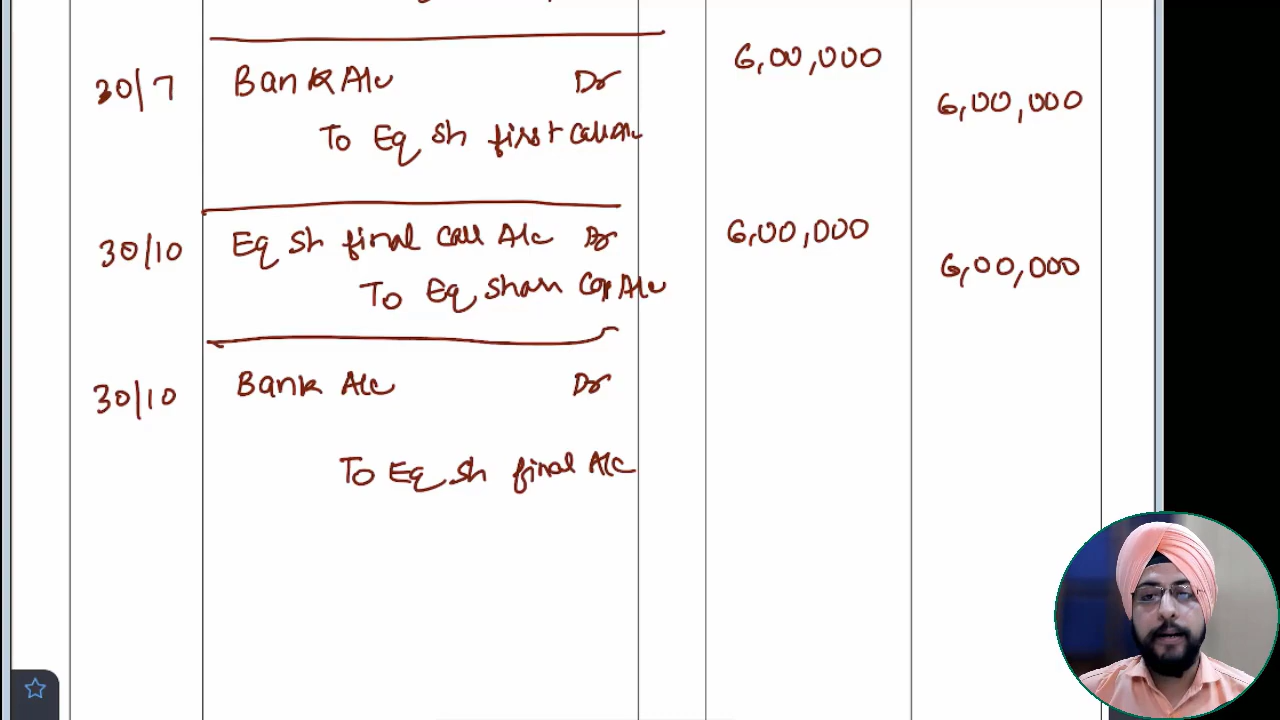 30/7 Bank A/c Dr 6,00,000
To Eq Sh first Call A/c 6,00,000
30/10 Eq Sh final Call A/c Dr 6,00,000
To Eq Share Cap A/c 6,00,000
30/10 Bank A/c Dr
To Eq Sh final A/c